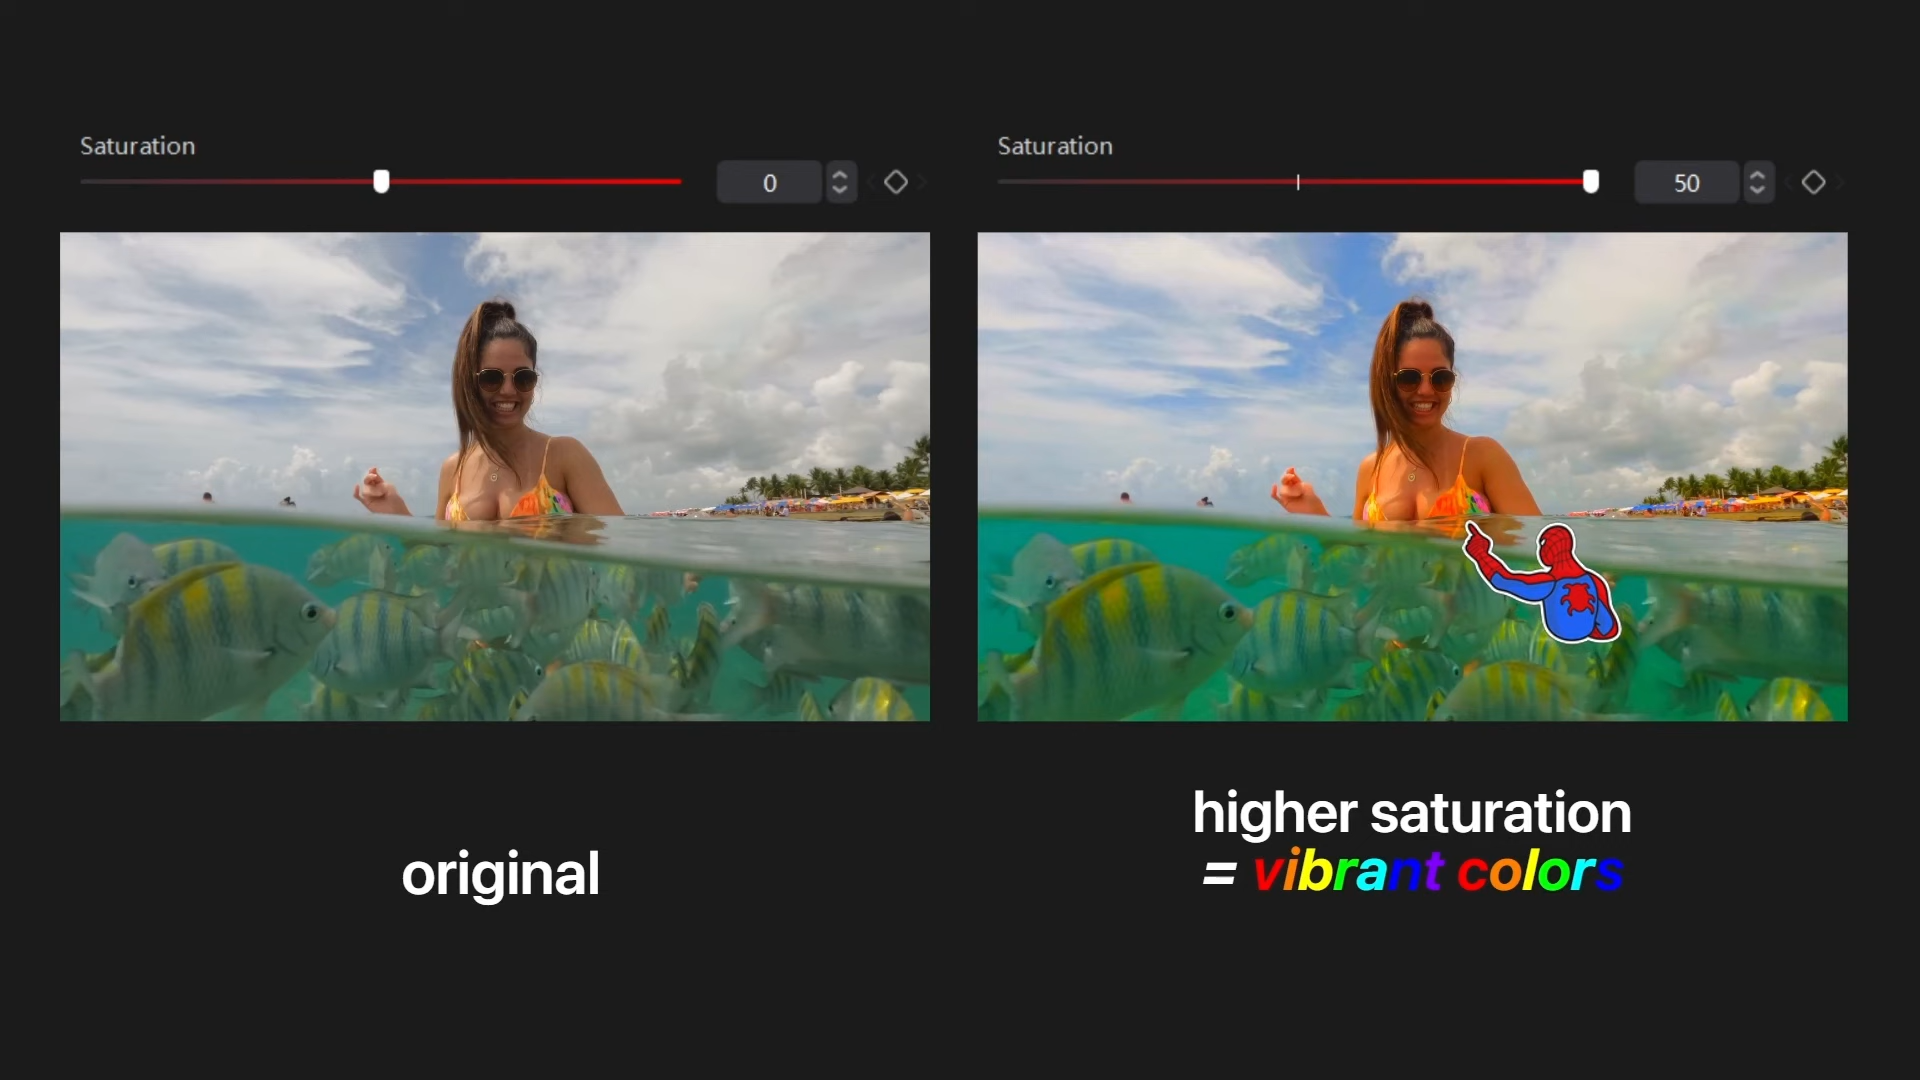 Saturation
0
Saturation
50
original
higher saturation
= vibrant colors